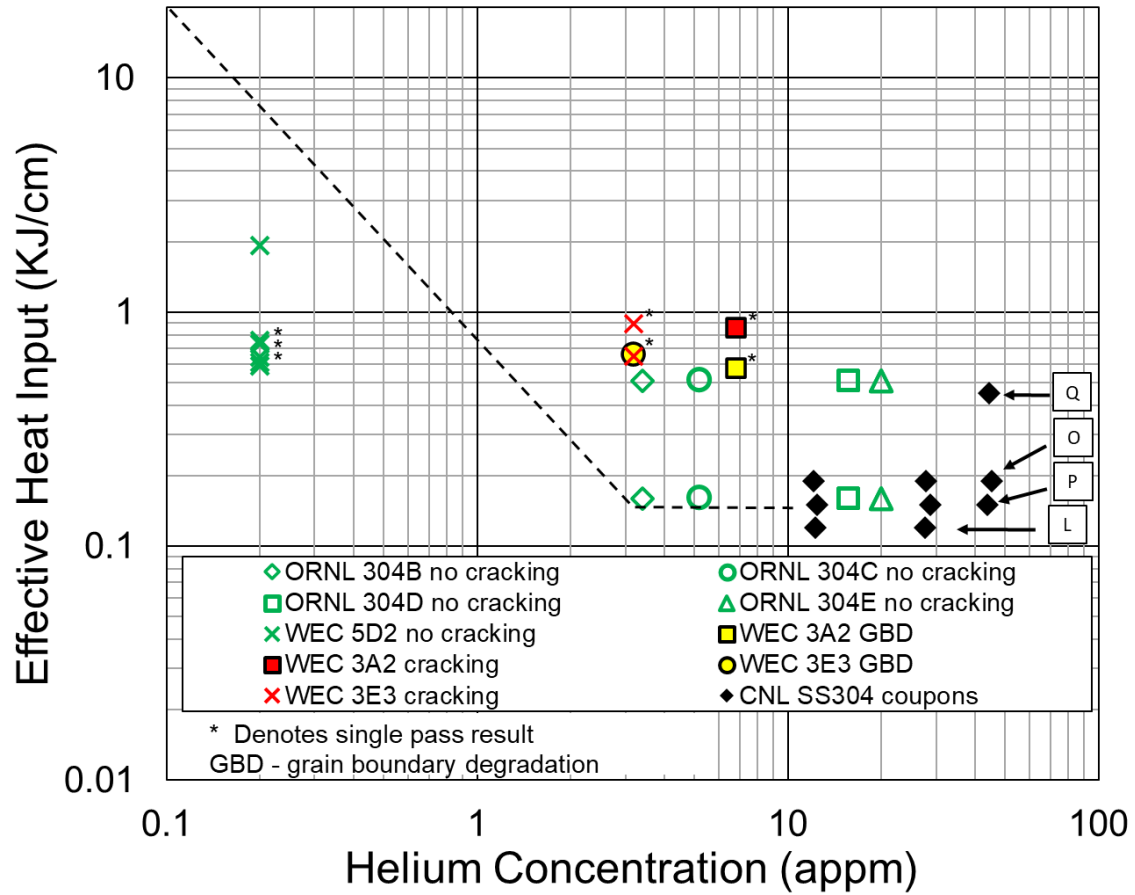 Effective Heat Input (KJ/cm)
10
1
0.1
0.01
*
*
*
*
*
*
*
Q
O
P
L
ORNL 304B no cracking
ORNL 304C no cracking
ORNL 304D no cracking
ORNL 304E no cracking
WEC 5D2 no cracking
WEC 3A2 GBD
WEC 3A2 cracking
WEC 3E3 GBD
WEC 3E3 cracking
CNL SS304 coupons
* Denotes single pass result
GBD - grain boundary degradation
0.1
1
10
100
Helium Concentration (appm)